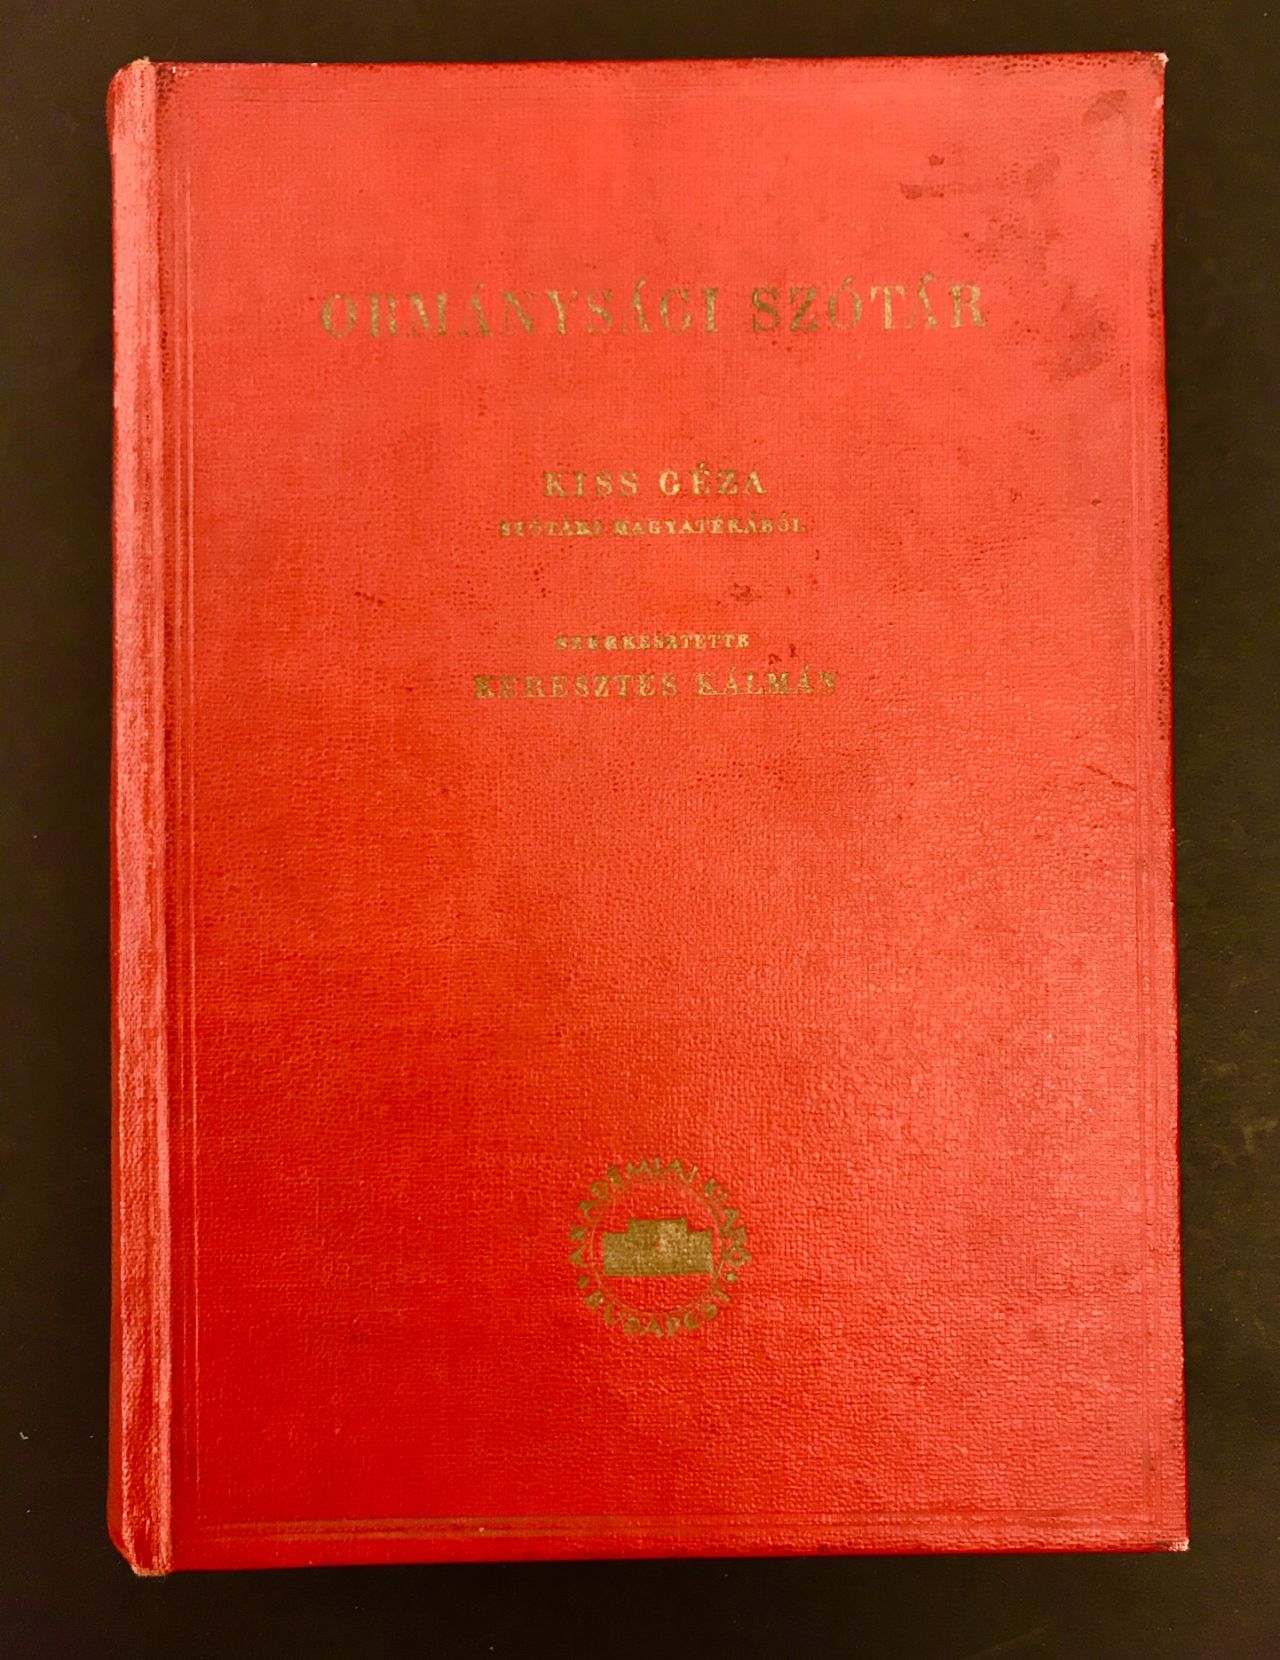 ORMÁNYSÁGI SZÓTÁR
KISS GÉZA
SZÓTÁRI HAGYATÉKÁBÓL
SZERKESZTETTE
KERESZTES KÁLMÁN
AKADÉMIAI KIADÓ
• BUDAPEST •